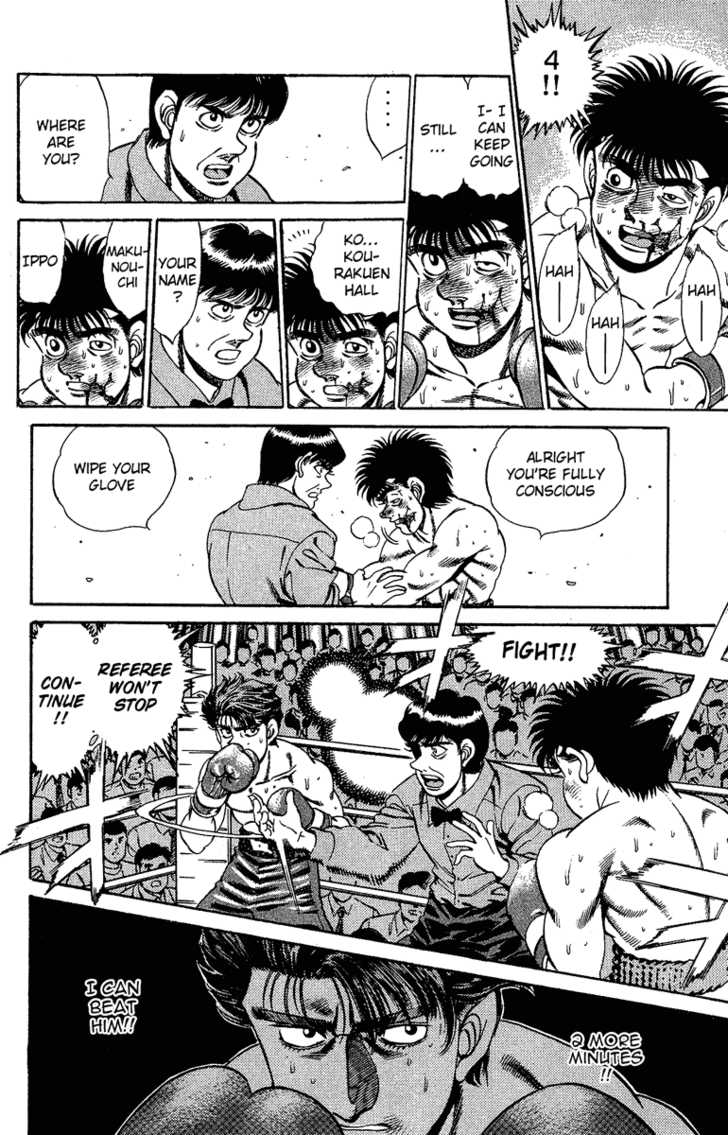 4
!!
HAH
HAH
HAH
I- I
CAN
KEEP
GOING
STILL
...
...
WHERE
ARE
YOU?
KO...
KOU-
RAKUEN
HALL
YOUR
NAME
?
MAKU-
NOU-
CHI
IPPO
ALRIGHT
YOU'RE FULLY
CONSCIOUS
WIPE YOUR
GLOVE
FIGHT!!
REFEREE
WON'T
STOP
CON-
TINUE
!!
2 MORE
MINUTES
!!
I CAN
BEAT
HIM!!